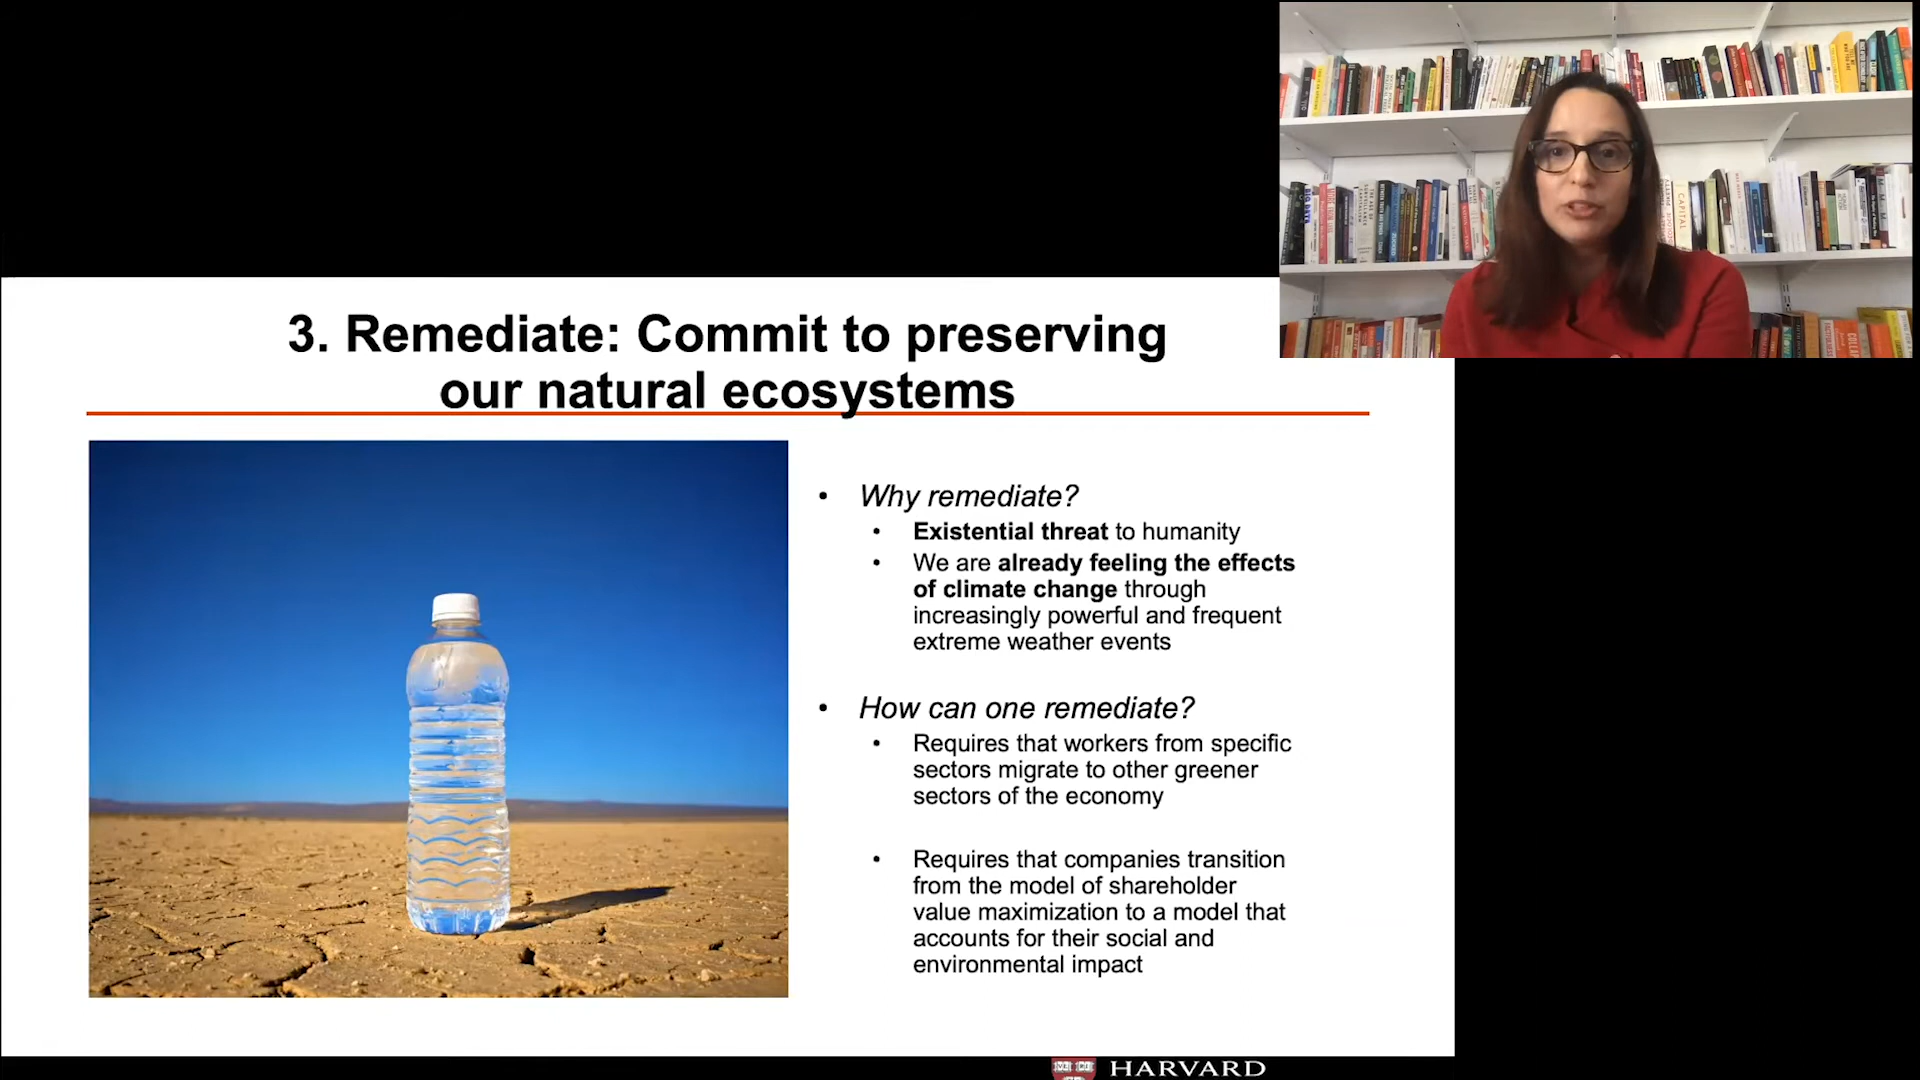 3. Remediate: Commit to preserving
our natural ecosystems
• Why remediate?
• Existential threat to humanity
• We are already feeling the effects
of climate change through
increasingly powerful and frequent
extreme weather events
• How can one remediate?
• Requires that workers from specific
sectors migrate to other greener
sectors of the economy
• Requires that companies transition
from the model of shareholder
value maximization to a model that
accounts for their social and
environmental impact
HARVARD
BIG DATA
CAPITAL